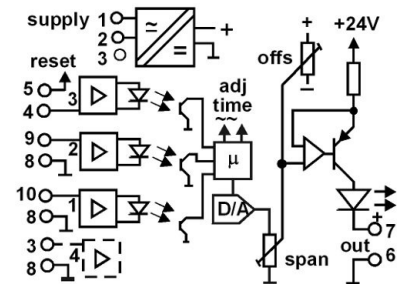 supply 1
2
3
≃
=
+
reset
5
4
3
9
8
2
10
8
1
3
8
4
adj
time
~~
μ
D/A
offs
+
−
+24V
span
+
7
out
6